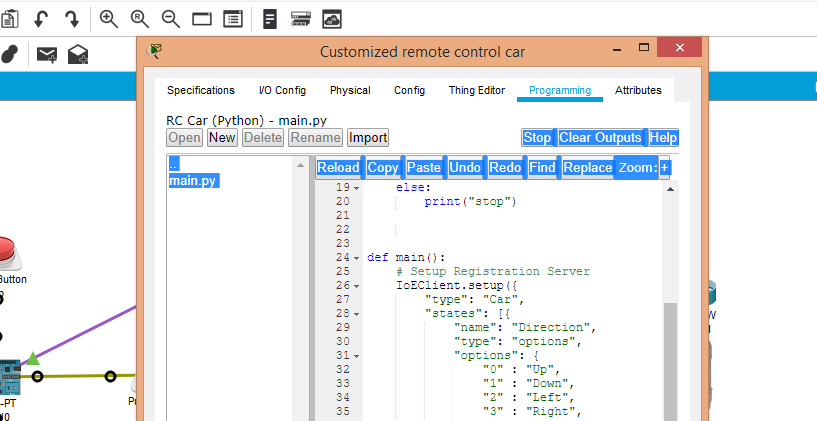 Customized remote control car
Specifications I/O Config Physical Config Thing Editor Programming Attributes
RC Car (Python) - main.py
Open New Delete Rename Import Stop Clear Outputs Help
..
main.py
Reload Copy Paste Undo Redo Find Replace Zoom: +
19 else:
20 print("stop")
21
22
23
24 def main():
25 # Setup Registration Server
26 IoEClient.setup({
27 "type": "Car",
28 "states": [{
29 "name": "Direction",
30 "type": "options",
31 "options": {
32 "0" : "Up",
33 "1" : "Down",
34 "2" : "Left",
35 "3" : "Right",
Button
-PT